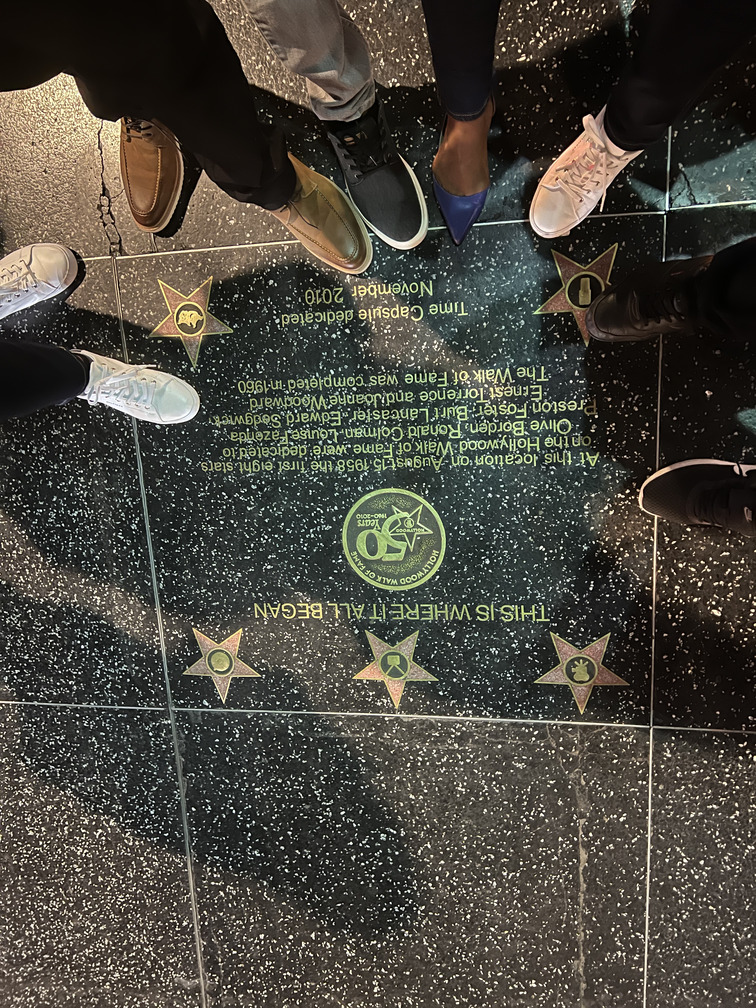 THIS IS WHERE IT ALL BEGAN
HOLLYWOOD WALK OF FAME
50
Years
1960-2010
HOLLYWOOD
At this location on August 15 1958 the first eight stars
on the Hollywood Walk of Fame were dedicated to
Olive Borden, Ronald Colman, Louise Fazenda,
Preston Foster, Burt Lancaster, Edward Sedgwick,
Ernest Torrence and Joanne Woodward
The Walk of Fame was completed in 1960
Time Capsule dedicated
November 2010